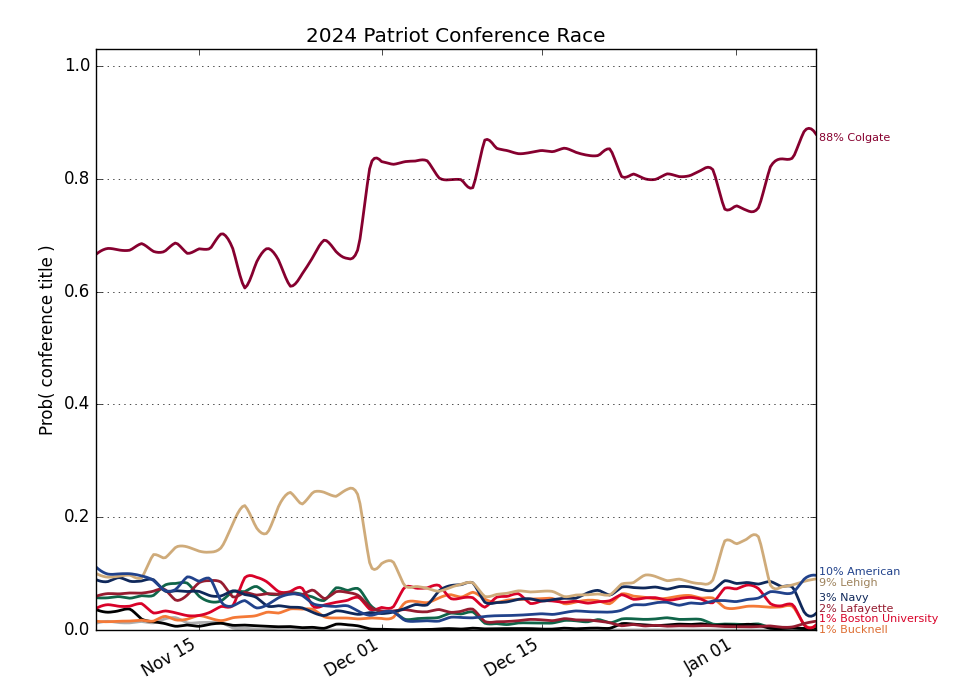 2024 Patriot Conference Race
Prob( conference title )
1.0
0.8
0.6
0.4
0.2
0.0
Nov 15
Dec 01
Dec 15
Jan 01
88% Colgate
10% American
9% Lehigh
3% Navy
2% Lafayette
1% Boston University
1% Bucknell